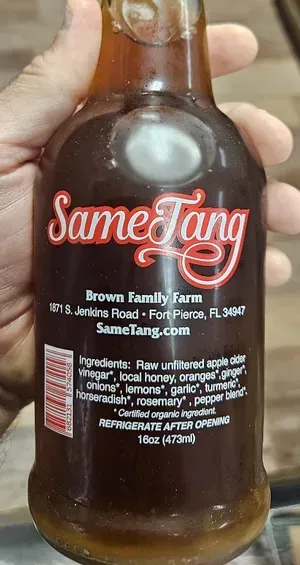 Same Tang
Brown Family Farm
1871 S. Jenkins Road • Fort Pierce, FL 34947
SameTang.com
Ingredients: Raw unfiltered apple cider
vinegar*, local honey, oranges*,ginger*,
onions*, lemons*, garlic*, turmeric*,
horseradish*, rosemary* , pepper blend*.
* Certified organic ingredient.
REFRIGERATE AFTER OPENING
16oz (473ml)